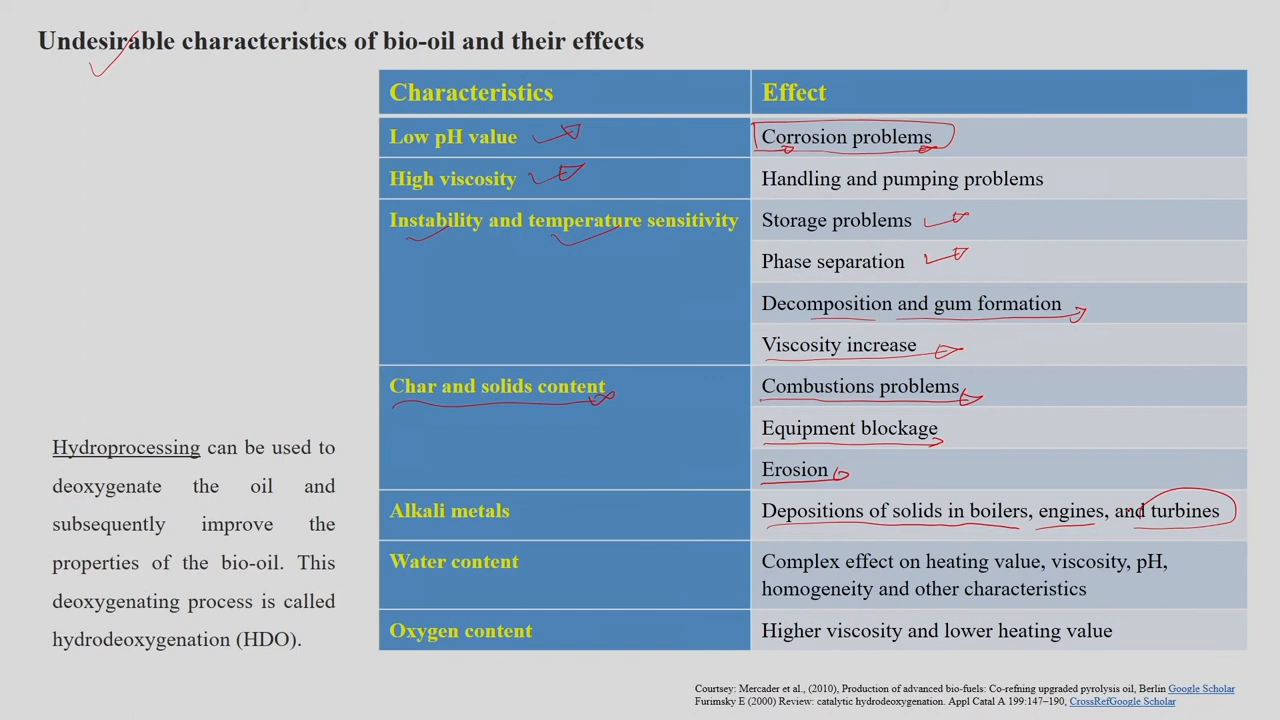 Undesirable characteristics of bio-oil and their effects
Characteristics Effect
Low pH value Corrosion problems
High viscosity Handling and pumping problems
Instability and temperature sensitivity Storage problems
Phase separation
Decomposition and gum formation
Viscosity increase
Char and solids content Combustions problems
Equipment blockage
Erosion
Alkali metals Depositions of solids in boilers, engines, and turbines
Water content Complex effect on heating value, viscosity, pH,
homogeneity and other characteristics
Oxygen content Higher viscosity and lower heating value
Hydroprocessing can be used to
deoxygenate the oil and
subsequently improve the
properties of the bio-oil. This
deoxygenating process is called
hydrodeoxygenation (HDO).
Courtsey: Mercader et al., (2010), Production of advanced bio-fuels: Co-refning upgraded pyrolysis oil, Berlin Google Scholar
Furimsky E (2000) Review: catalytic hydrodeoxygenation. Appl Catal A 199:147–190, CrossRefGoogle Scholar